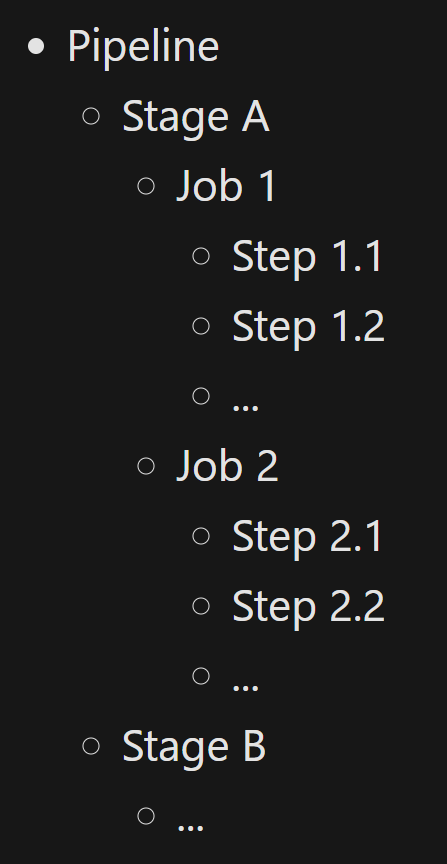 Pipeline
Stage A
Job 1
Step 1.1
Step 1.2
...
Job 2
Step 2.1
Step 2.2
...
Stage B
...